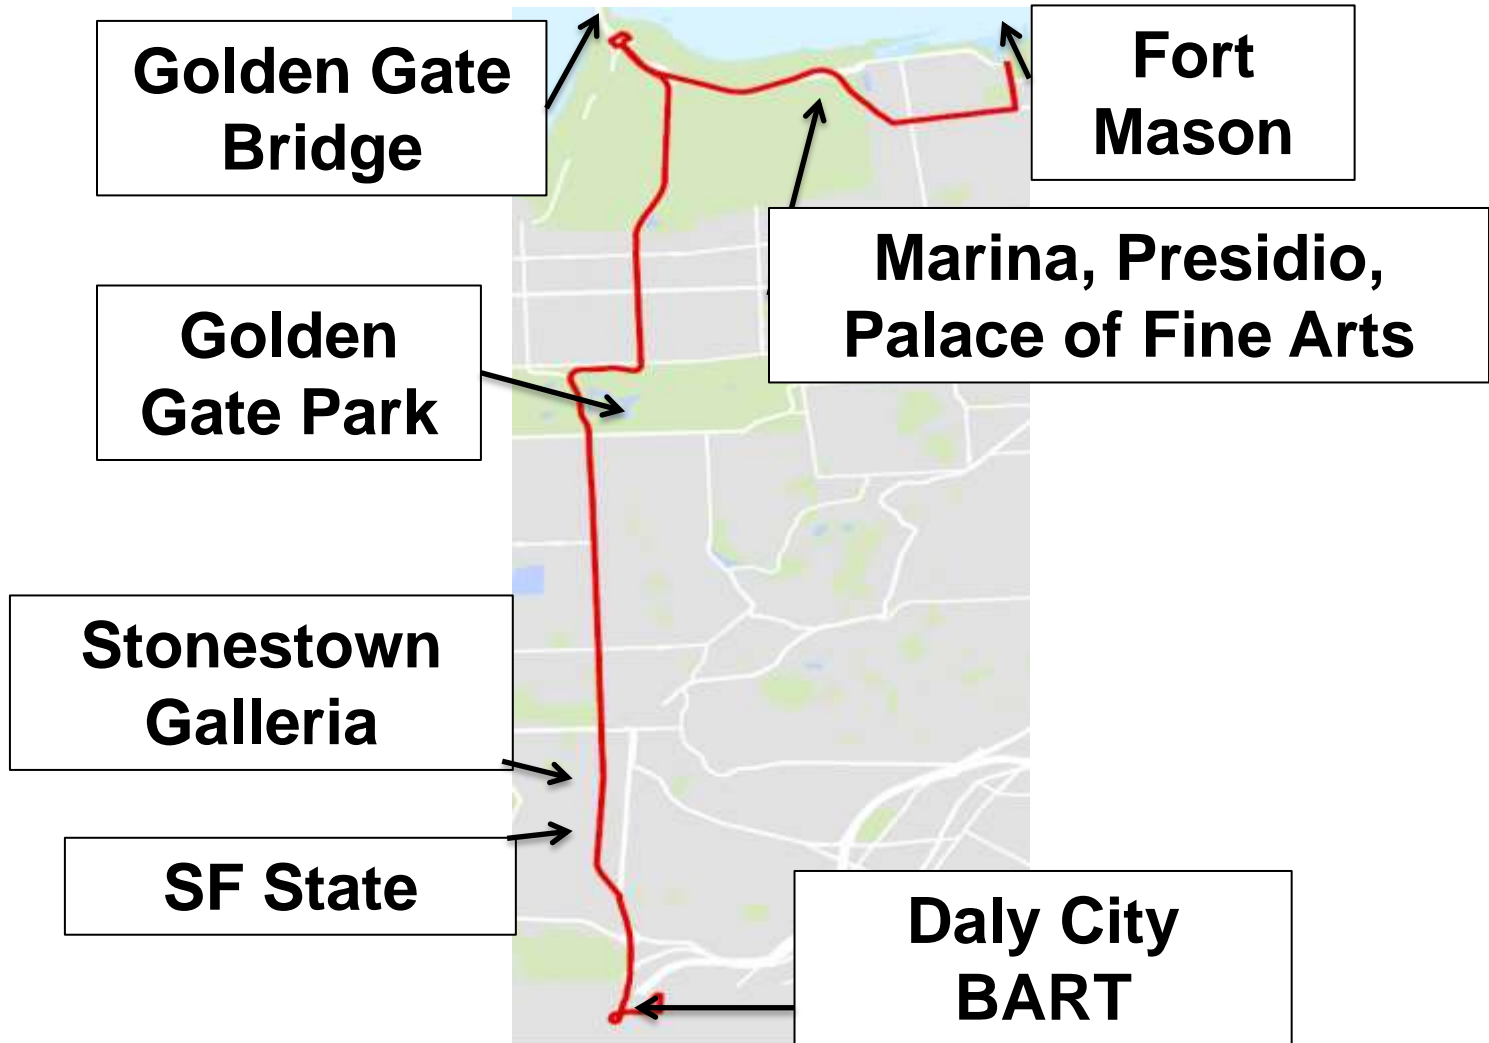 Golden Gate
Bridge
Fort
Mason
Marina, Presidio,
Palace of Fine Arts
Golden
Gate Park
Stonestown
Galleria
SF State
Daly City
BART